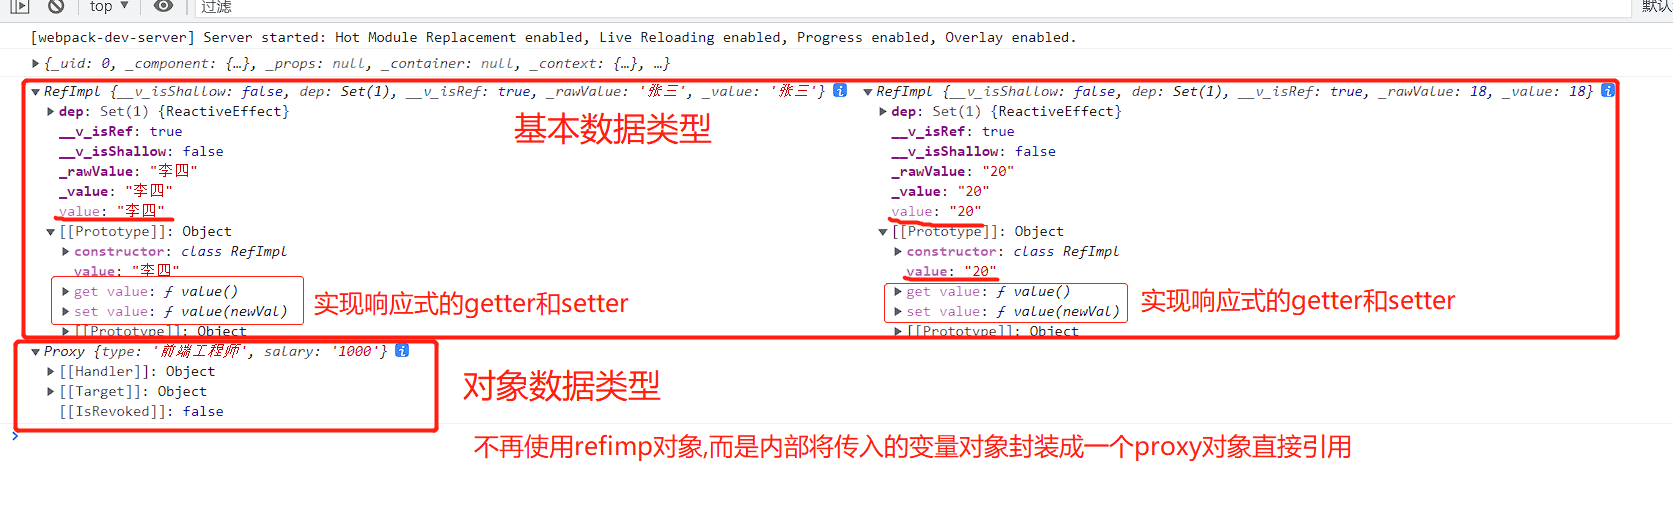 top ▼ 过滤 默认
[webpack-dev-server] Server started: Hot Module Replacement enabled, Live Reloading enabled, Progress enabled, Overlay enabled.
▶ {_uid: 0, _component: {…}, _props: null, _container: null, _context: {…}, …}
▼ RefImpl {__v_isShallow: false, dep: Set(1), __v_isRef: true, _rawValue: '张三', _value: '张三'} i
▶ dep: Set(1) {ReactiveEffect}
__v_isRef: true
__v_isShallow: false
_rawValue: "李四"
_value: "李四"
value: "李四"
▼ [[Prototype]]: Object
▶ constructor: class RefImpl
value: "李四"
▶ get value: ƒ value()
▶ set value: ƒ value(newVal)
▶ [[Prototype]]: Object
基本数据类型
实现响应式的getter和setter
▼ RefImpl {__v_isShallow: false, dep: Set(1), __v_isRef: true, _rawValue: 18, _value: 18} i
▶ dep: Set(1) {ReactiveEffect}
__v_isRef: true
__v_isShallow: false
_rawValue: "20"
_value: "20"
value: "20"
▼ [[Prototype]]: Object
▶ constructor: class RefImpl
value: "20"
▶ get value: ƒ value()
▶ set value: ƒ value(newVal)
▶ [[Prototype]]: Object
实现响应式的getter和setter
▼ Proxy {type: '前端工程师', salary: '1000'} i
▶ [[Handler]]: Object
▶ [[Target]]: Object
[[IsRevoked]]: false
对象数据类型
不再使用refimp对象,而是内部将传入的变量对象封装成一个proxy对象直接引用